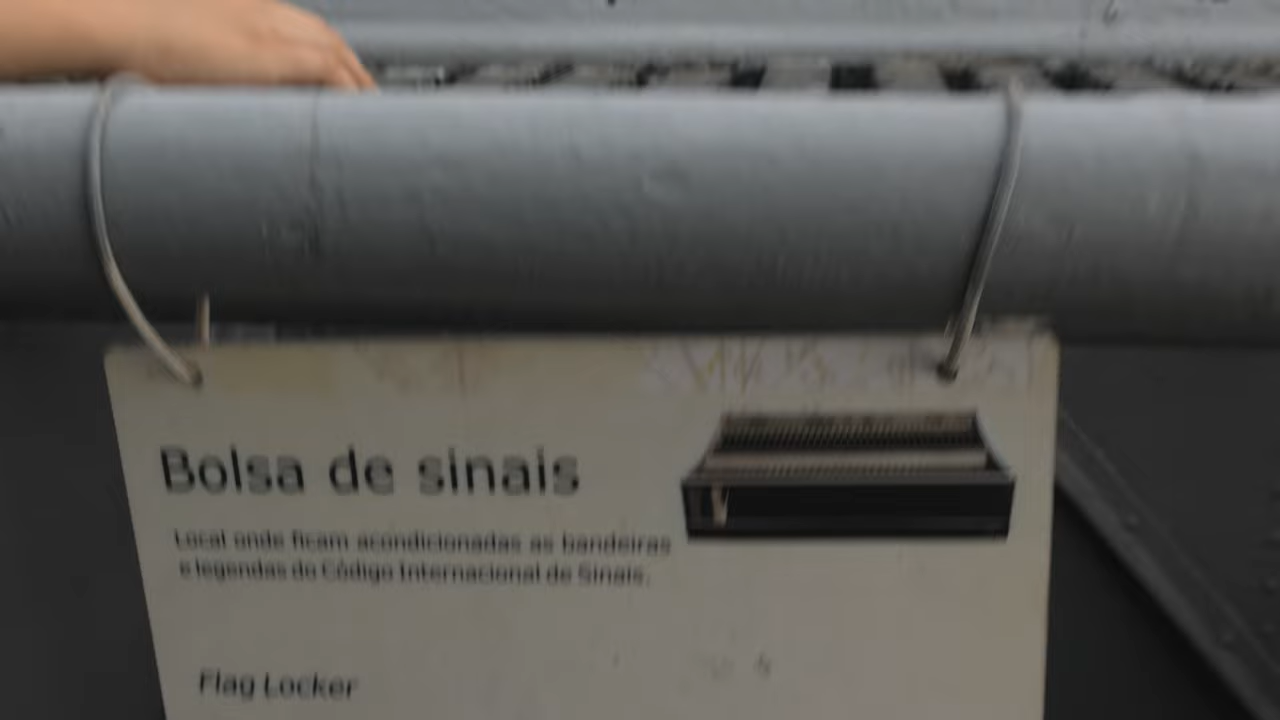 Bolsa de sinais
Local onde ficam acondicionadas as bandeiras
e legendas do Código Internacional de Sinais.
Flag Locker